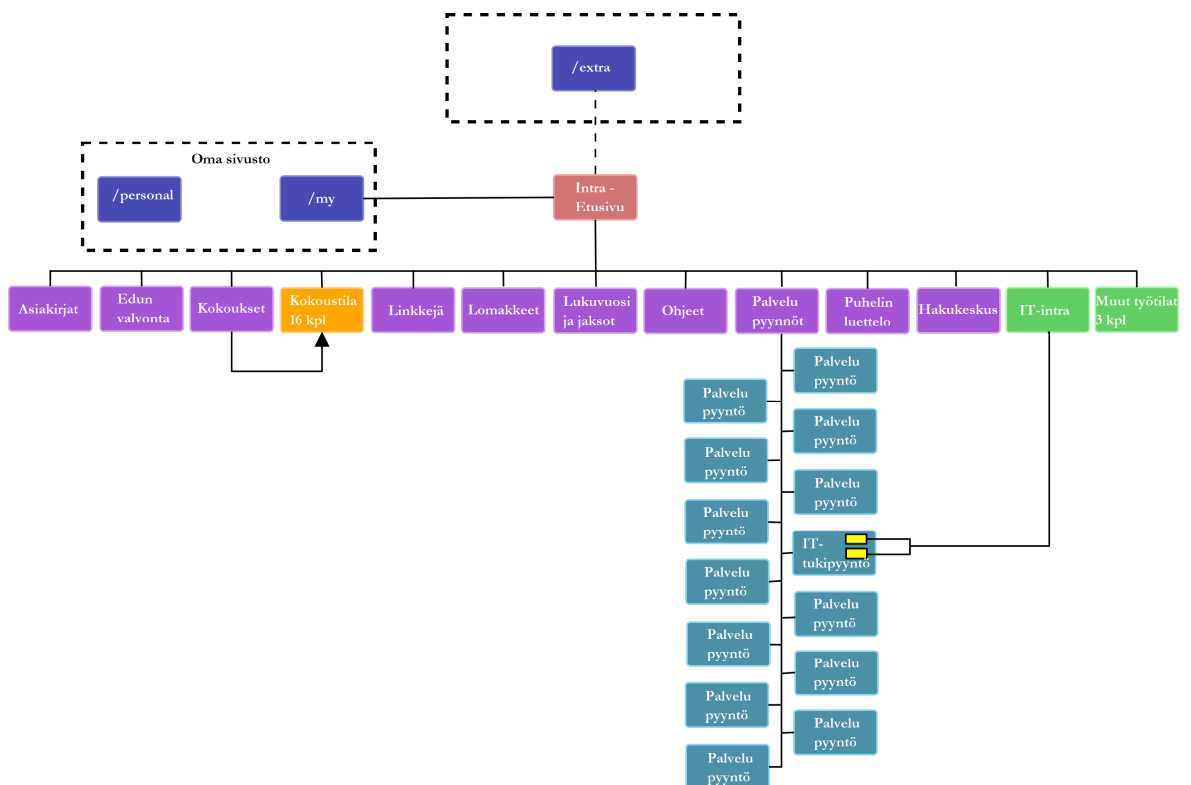 /extra
Oma sivusto
/personal
/my
Intra -
Etusivu
Asiakirjat
Edun
valvonta
Kokoukset
Kokoustila
16 kpl
Linkkejä
Lomakkeet
Lukuvuosi
ja jaksot
Ohjeet
Palvelu
pyynnöt
Puhelin
luettelo
Hakukeskus
IT-intra
Muut työtilat
3 kpl
Palvelu
pyyntö
Palvelu
pyyntö
Palvelu
pyyntö
Palvelu
pyyntö
Palvelu
pyyntö
Palvelu
pyyntö
IT-
tukipyyntö
Palvelu
pyyntö
Palvelu
pyyntö
Palvelu
pyyntö
Palvelu
pyyntö
Palvelu
pyyntö
Palvelu
pyyntö
Palvelu
pyyntö